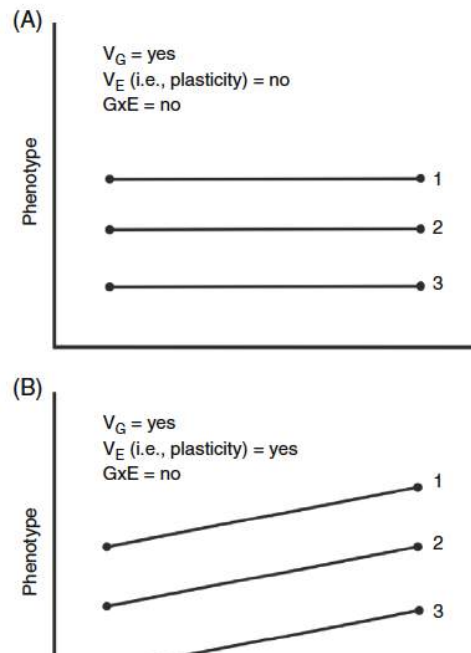 (A)
V_G = yes
V_E (i.e., plasticity) = no
GxE = no
Phenotype
1
2
3
(B)
V_G = yes
V_E (i.e., plasticity) = yes
GxE = no
Phenotype
1
2
3